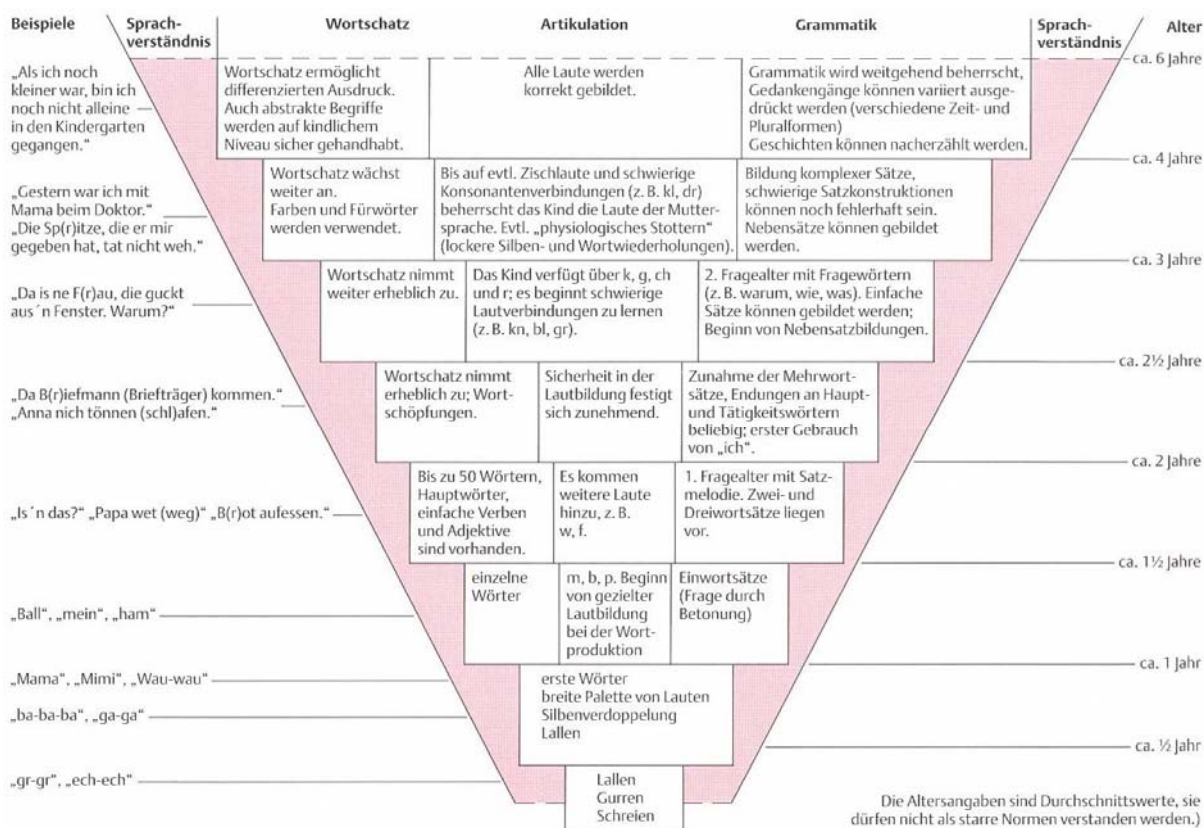 Beispiele
Sprach-
verständnis
Wortschatz
Artikulation
Grammatik
Sprach-
verständnis
Alter
„Als ich noch
kleiner war, bin ich
noch nicht alleine
in den Kindergarten
gegangen.“
Wortschatz ermöglicht
differenzierten Ausdruck.
Auch abstrakte Begriffe
werden auf kindlichem
Niveau sicher gehandhabt.
Alle Laute werden
korrekt gebildet.
Grammatik wird weitgehend beherrscht,
Gedankengänge können variiert ausge-
drückt werden (verschiedene Zeit- und
Pluralformen)
Geschichten können nacherzählt werden.
ca. 6 Jahre
„Gestern war ich mit
Mama beim Doktor.“
„Die Sp(r)itze, die er mir
gegeben hat, tat nicht weh.“
Wortschatz wächst
weiter an.
Farben und Fürwörter
werden verwendet.
Bis auf evtl. Zischlaute und schwierige
Konsonantenverbindungen (z. B. kl, dr)
beherrscht das Kind die Laute der Mutter-
sprache. Evtl. „physiologisches Stottern“
(lockere Silben- und Wortwiederholungen).
Bildung komplexer Sätze,
schwierige Satzkonstruktionen
können noch fehlerhaft sein.
Nebensätze können gebildet
werden.
ca. 4 Jahre
„Da is ne F(r)au, die guckt
aus´n Fenster. Warum?“
Wortschatz nimmt
weiter erheblich zu.
Das Kind verfügt über k, g, ch
und r; es beginnt schwierige
Lautverbindungen zu lernen
(z. B. kn, bl, gr).
2. Fragealter mit Fragewörtern
(z. B. warum, wie, was). Einfache
Sätze können gebildet werden;
Beginn von Nebensatzbildungen.
ca. 3 Jahre
„Da B(r)iefmann (Briefträger) kommen.“
„Anna nich tönnen (schl)afen.“
Wortschatz nimmt
erheblich zu; Wort-
schöpfungen.
Sicherheit in der
Lautbildung festigt
sich zunehmend.
Zunahme der Mehrwort-
sätze, Endungen an Haupt-
und Tätigkeitswörtern
beliebig; erster Gebrauch
von „ich“.
ca. 2½ Jahre
„Is´n das?“ „Papa wet (weg)“ „B(r)ot aufessen.“
Bis zu 50 Wörtern,
Hauptwörter,
einfache Verben
und Adjektive
sind vorhanden.
Es kommen
weitere Laute
hinzu, z. B.
w, f.
1. Fragealter mit Satz-
melodie. Zwei- und
Dreiwortsätze liegen
vor.
ca. 2 Jahre
„Ball“, „mein“, „ham“
einzelne
Wörter
m, b, p. Beginn
von gezielter
Lautbildung
bei der Wort-
produktion
Einwortsätze
(Frage durch
Betonung)
ca. 1½ Jahre
„Mama“, „Mimi“, „Wau-wau“
„ba-ba-ba“, „ga-ga“
erste Wörter
breite Palette von Lauten
Silbenverdoppelung
Lallen
ca. 1 Jahr
„gr-gr“, „ech-ech“
Lallen
Gurren
Schreien
ca. ½ Jahr
Die Altersangaben sind Durchschnittswerte, sie
dürfen nicht als starre Normen verstanden werden.)